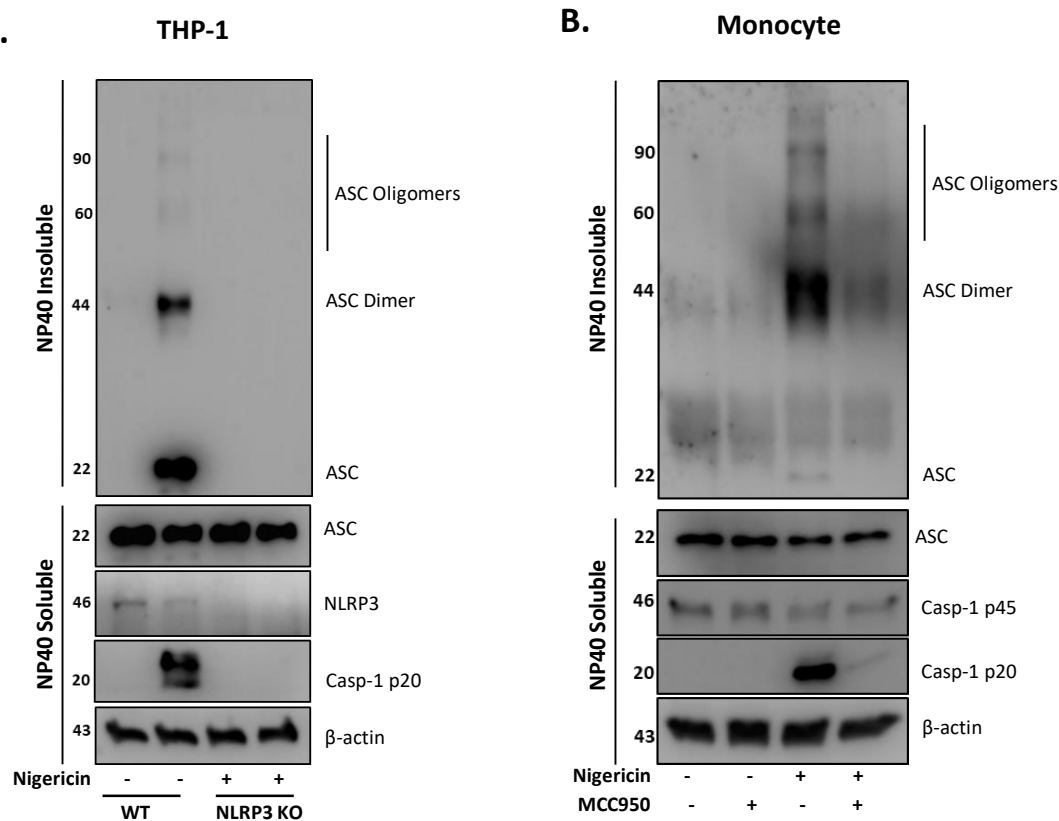 .
THP-1
NP40 Insoluble
90
60
44
22
ASC Oligomers
ASC Dimer
ASC
NP40 Soluble
22
ASC
46
NLRP3
20
Casp-1 p20
43
β-actin
Nigericin - - + +
WT NLRP3 KO
B.
Monocyte
NP40 Insoluble
90
60
44
22
ASC Oligomers
ASC Dimer
ASC
NP40 Soluble
22
ASC
46
Casp-1 p45
20
Casp-1 p20
43
β-actin
Nigericin - - + +
MCC950 - + - +